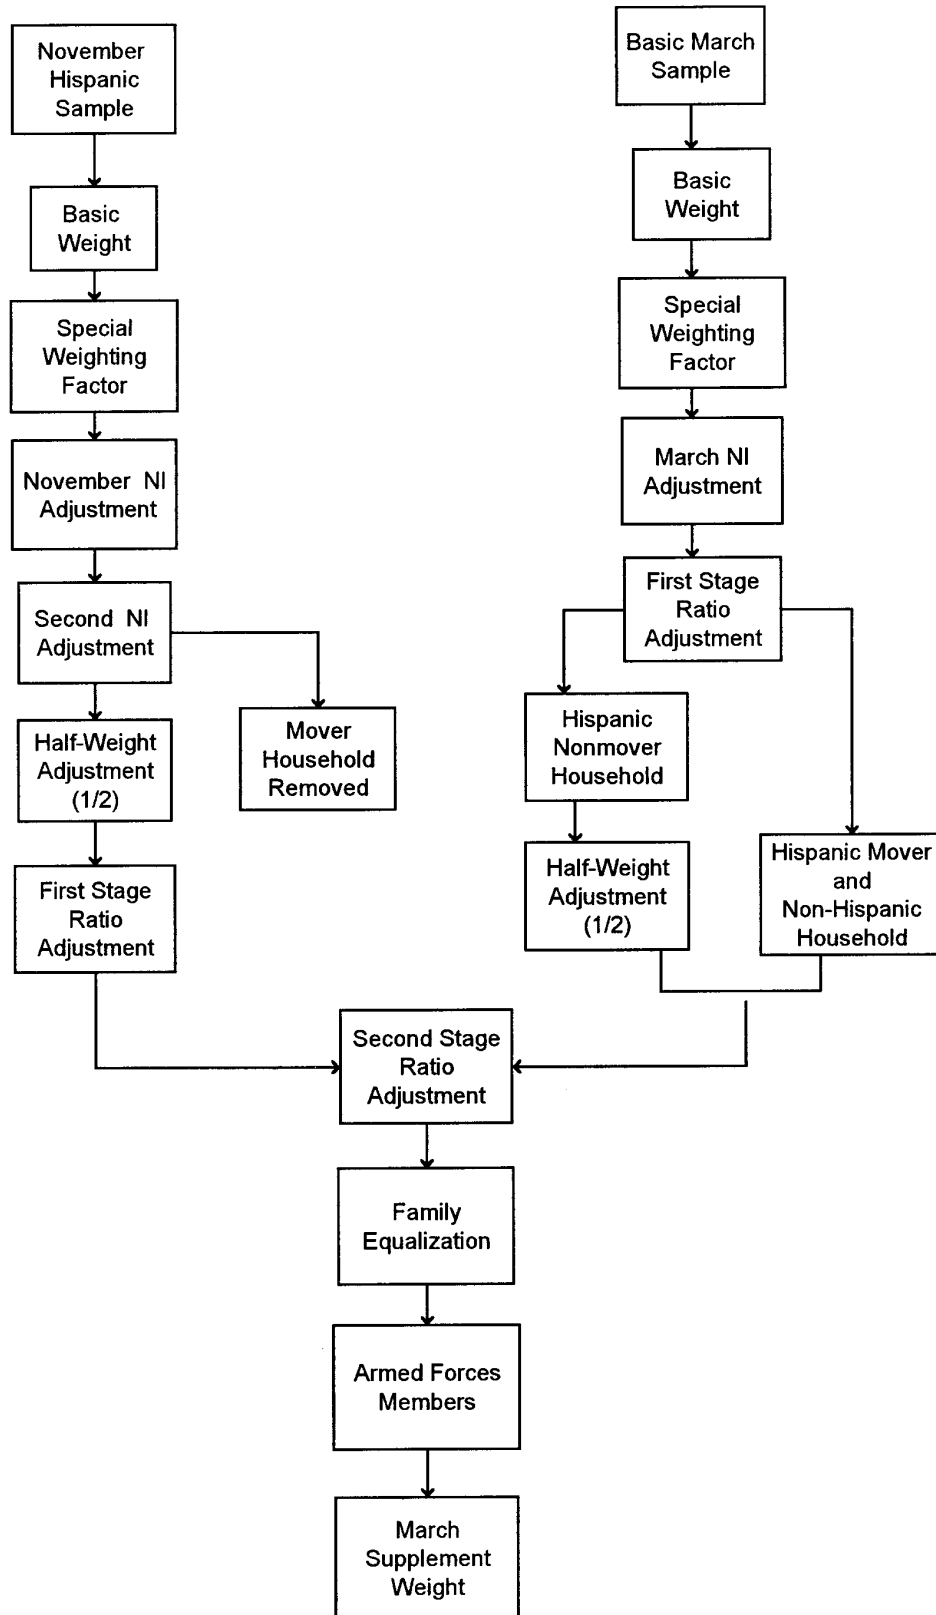 November
Hispanic
Sample
Basic
Weight
Special
Weighting
Factor
November NI
Adjustment
Second NI
Adjustment
Mover
Household
Removed
Half-Weight
Adjustment
(1/2)
First Stage
Ratio
Adjustment
Basic March
Sample
Basic
Weight
Special
Weighting
Factor
March NI
Adjustment
First Stage
Ratio
Adjustment
Hispanic
Nonmover
Household
Half-Weight
Adjustment
(1/2)
Hispanic Mover
and
Non-Hispanic
Household
Second Stage
Ratio
Adjustment
Family
Equalization
Armed Forces
Members
March
Supplement
Weight